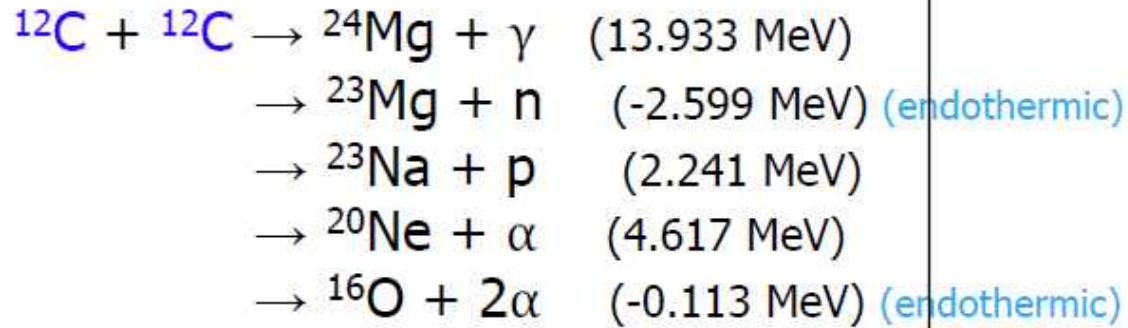 ¹²C + ¹²C → ²⁴Mg + γ (13.933 MeV)
→ ²³Mg + n (-2.599 MeV) (endothermic)
→ ²³Na + p (2.241 MeV)
→ ²⁰Ne + α (4.617 MeV)
→ ¹⁶O + 2α (-0.113 MeV) (endothermic)